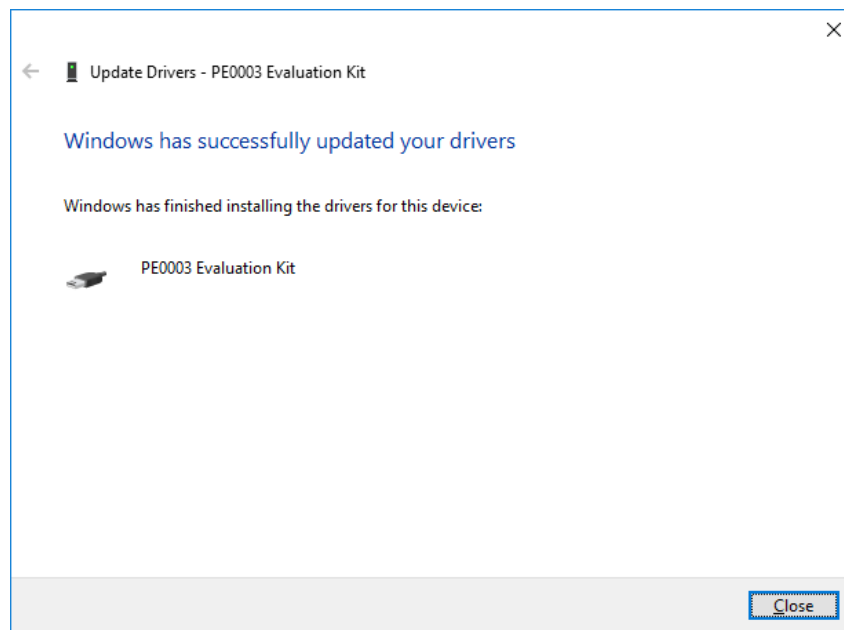 Update Drivers - PE0003 Evaluation Kit
Windows has successfully updated your drivers
Windows has finished installing the drivers for this device:
PE0003 Evaluation Kit
Close